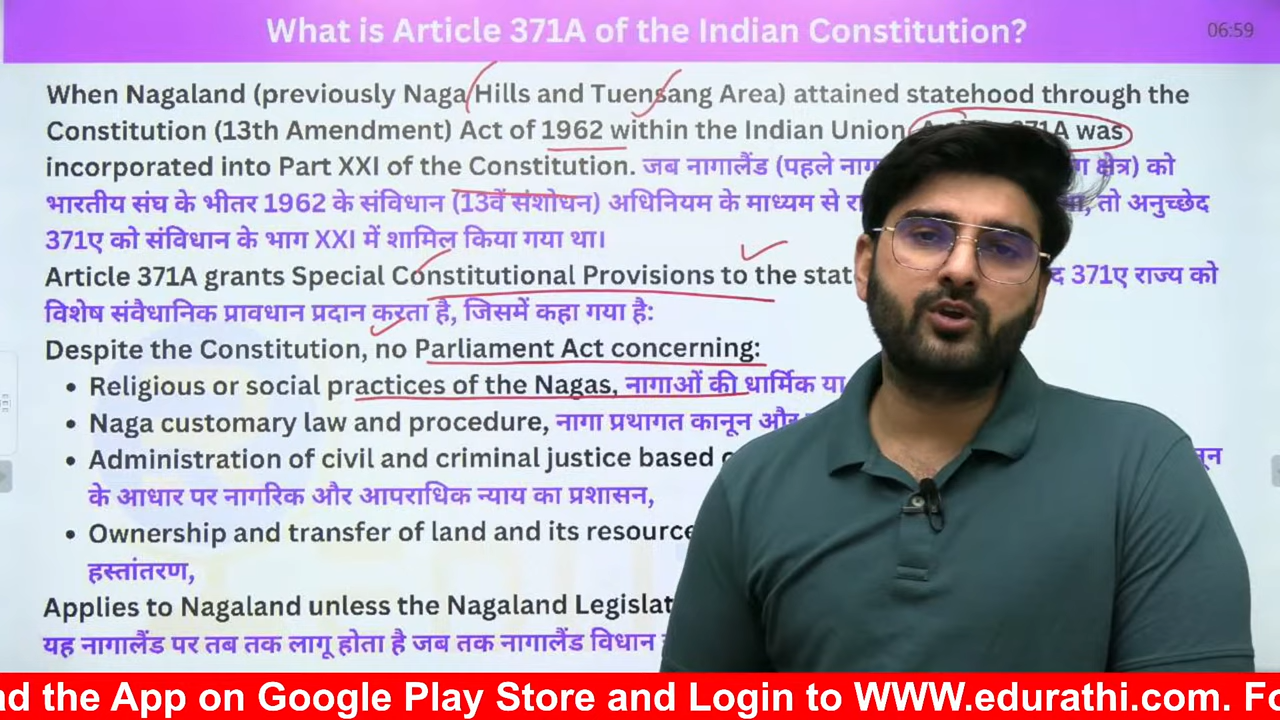 What is Article 371A of the Indian Constitution?
06:59
When Nagaland (previously Naga Hills and Tuensang Area) attained statehood through the
Constitution (13th Amendment) Act of 1962 within the Indian Union 371A was
incorporated into Part XXI of the Constitution. जब नागालैंड (पहले क्षेत्र) को
भारतीय संघ के भीतर 1962 के संविधान (13वें संशोधन) अधिनियम के माध्यम से तो अनुच्छेद
371ए को संविधान के भाग XXI में शामिल किया गया था।
Article 371A grants Special Constitutional Provisions to the 371ए राज्य को
विशेष संवैधानिक प्रावधान प्रदान करता है, जिसमें कहा गया है:
Despite the Constitution, no Parliament Act concerning:
• Religious or social practices of the Nagas, नागाओं की धार्मिक या
• Naga customary law and procedure, नागा प्रथागत कानून और
• Administration of civil and criminal justice based
के आधार पर नागरिक और आपराधिक न्याय का प्रशासन,
• Ownership and transfer of land and its
हस्तांतरण,
Applies to Nagaland unless the Nagaland
यह नागालैंड पर तब तक लागू होता है जब तक नागालैंड विधान
the App on Google Play Store and Login to WWW.edurathi.com.